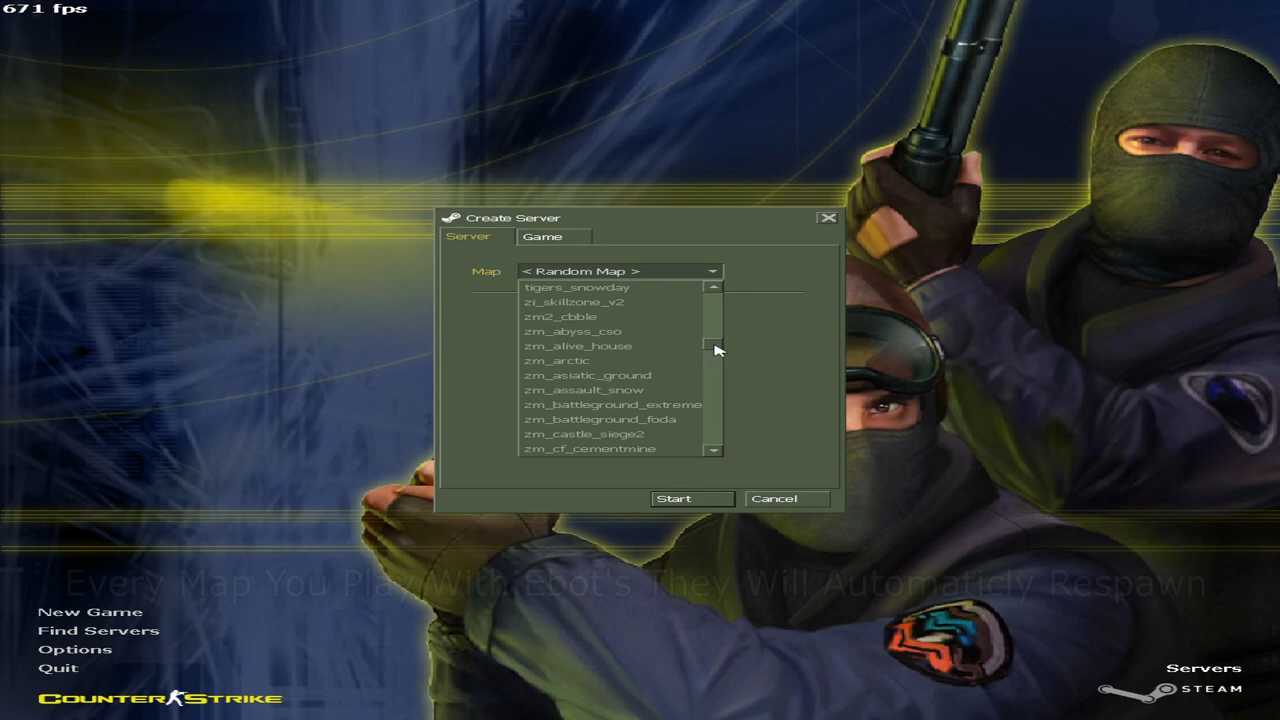 671 fps
Create Server
Server
Game
Map
< Random Map >
tigers_snowday
zi_skillzone_v2
zm2_cbble
zm_abyss_cso
zm_alive_house
zm_arctic
zm_asiatic_ground
zm_assault_snow
zm_battleground_extreme
zm_battleground_foda
zm_castle_siege2
zm_cf_cementmine
Start
Cancel
Every Map You Play With Ebot's They Will Automaticly Respawn
New Game
Find Servers
Options
Quit
Servers
COUNTER STRIKE
STEAM